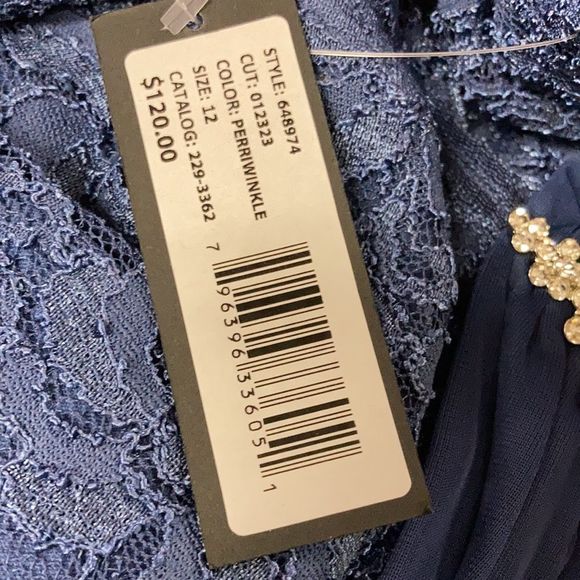 STYLE: 648974
CUT: 012323
COLOR: PERRIWINKLE
SIZE: 12
CATALOG: 229-3362
$120.00
7 96396 33605 1